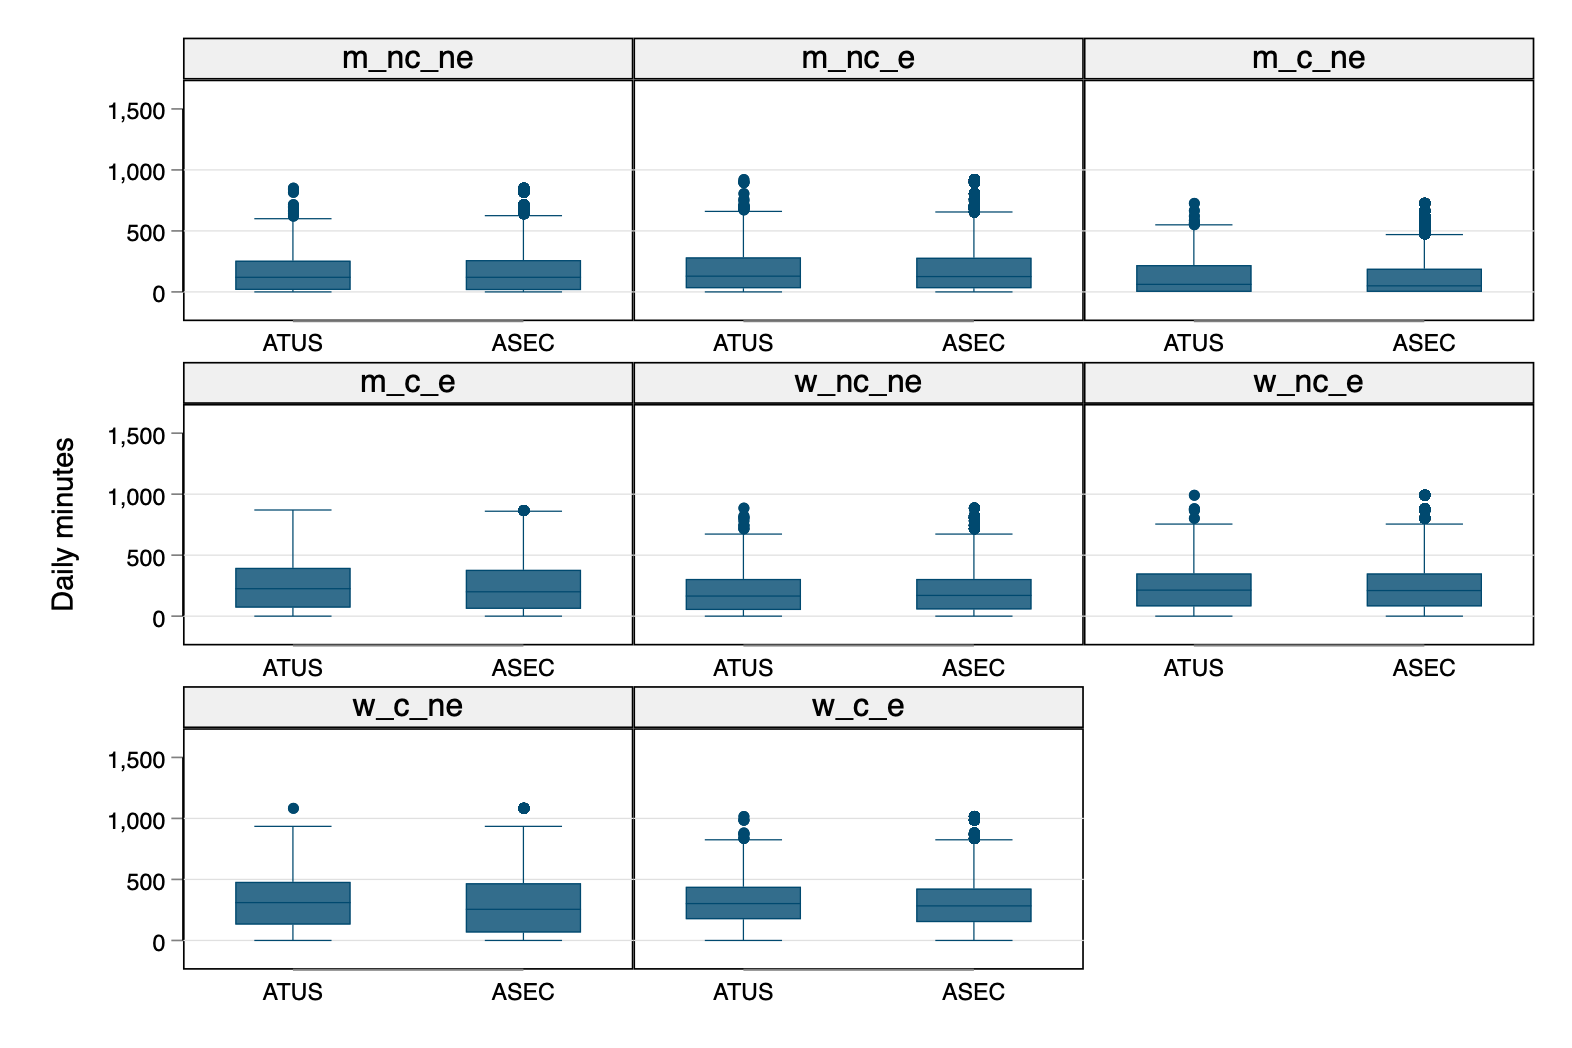 m_nc_ne
m_nc_e
m_c_ne
1,500
1,000
500
0
ATUS ASEC ATUS ASEC ATUS ASEC
m_c_e
w_nc_ne
w_nc_e
Daily minutes
1,500
1,000
500
0
ATUS ASEC ATUS ASEC ATUS ASEC
w_c_ne
w_c_e
1,500
1,000
500
0
ATUS ASEC ATUS ASEC